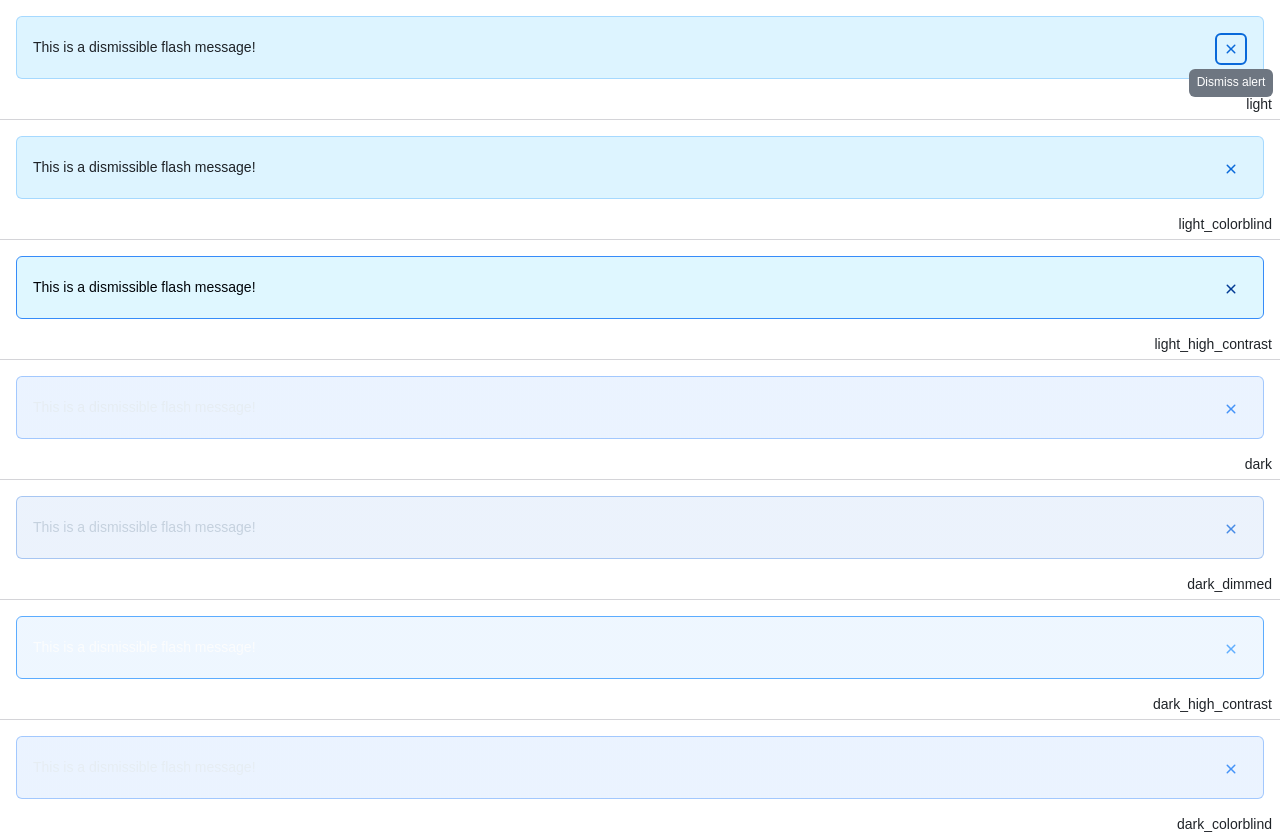 This is a dismissible flash message!
Dismiss alert
light
This is a dismissible flash message!
light_colorblind
This is a dismissible flash message!
light_high_contrast
This is a dismissible flash message!
dark
This is a dismissible flash message!
dark_dimmed
This is a dismissible flash message!
dark_high_contrast
This is a dismissible flash message!
dark_colorblind